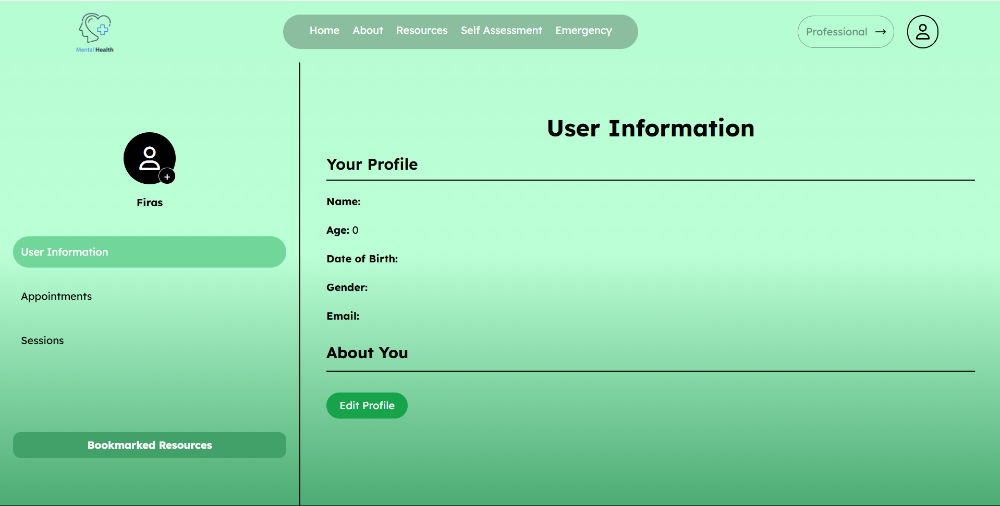 Mental Health
Home About Resources Self Assessment Emergency
Professional →
Firas
User Information
Appointments
Sessions
Bookmarked Resources
User Information
Your Profile
Name:
Age: 0
Date of Birth:
Gender:
Email:
About You
Edit Profile